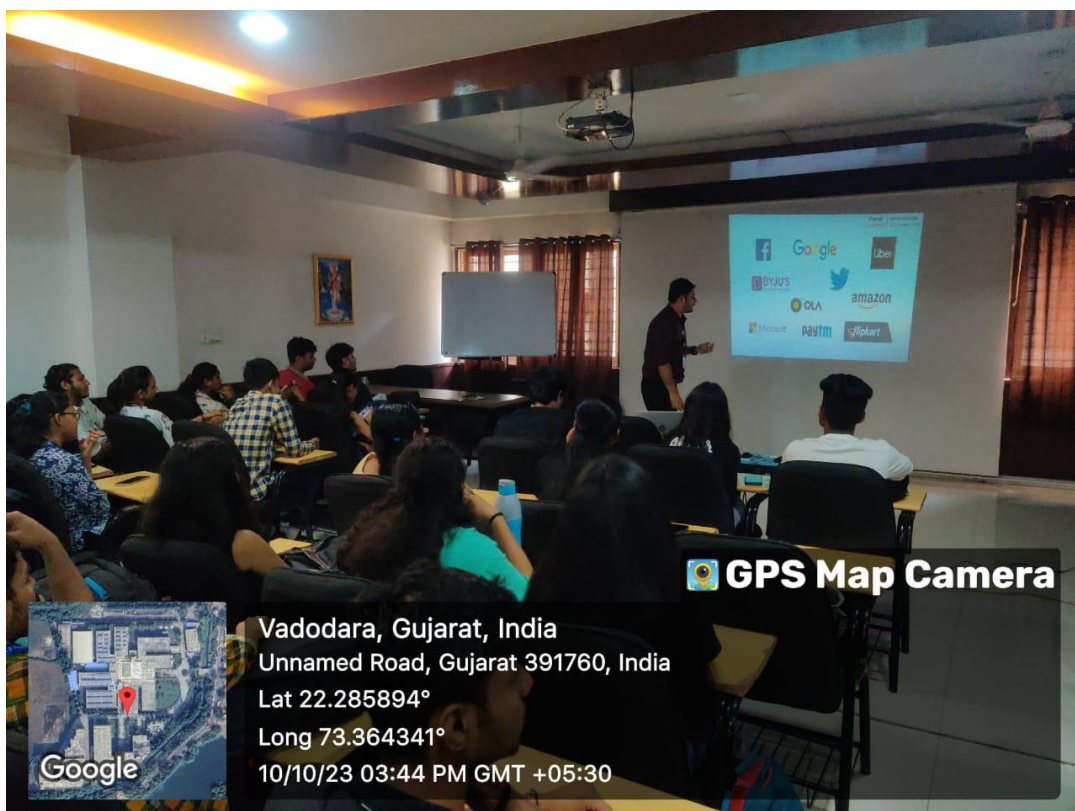 Google
Uber
BYJU'S
OLA
amazon
Microsoft
paytm
flipkart
GPS Map Camera
Vadodara, Gujarat, India
Unnamed Road, Gujarat 391760, India
Lat 22.285894°
Long 73.364341°
10/10/23 03:44 PM GMT +05:30
Google